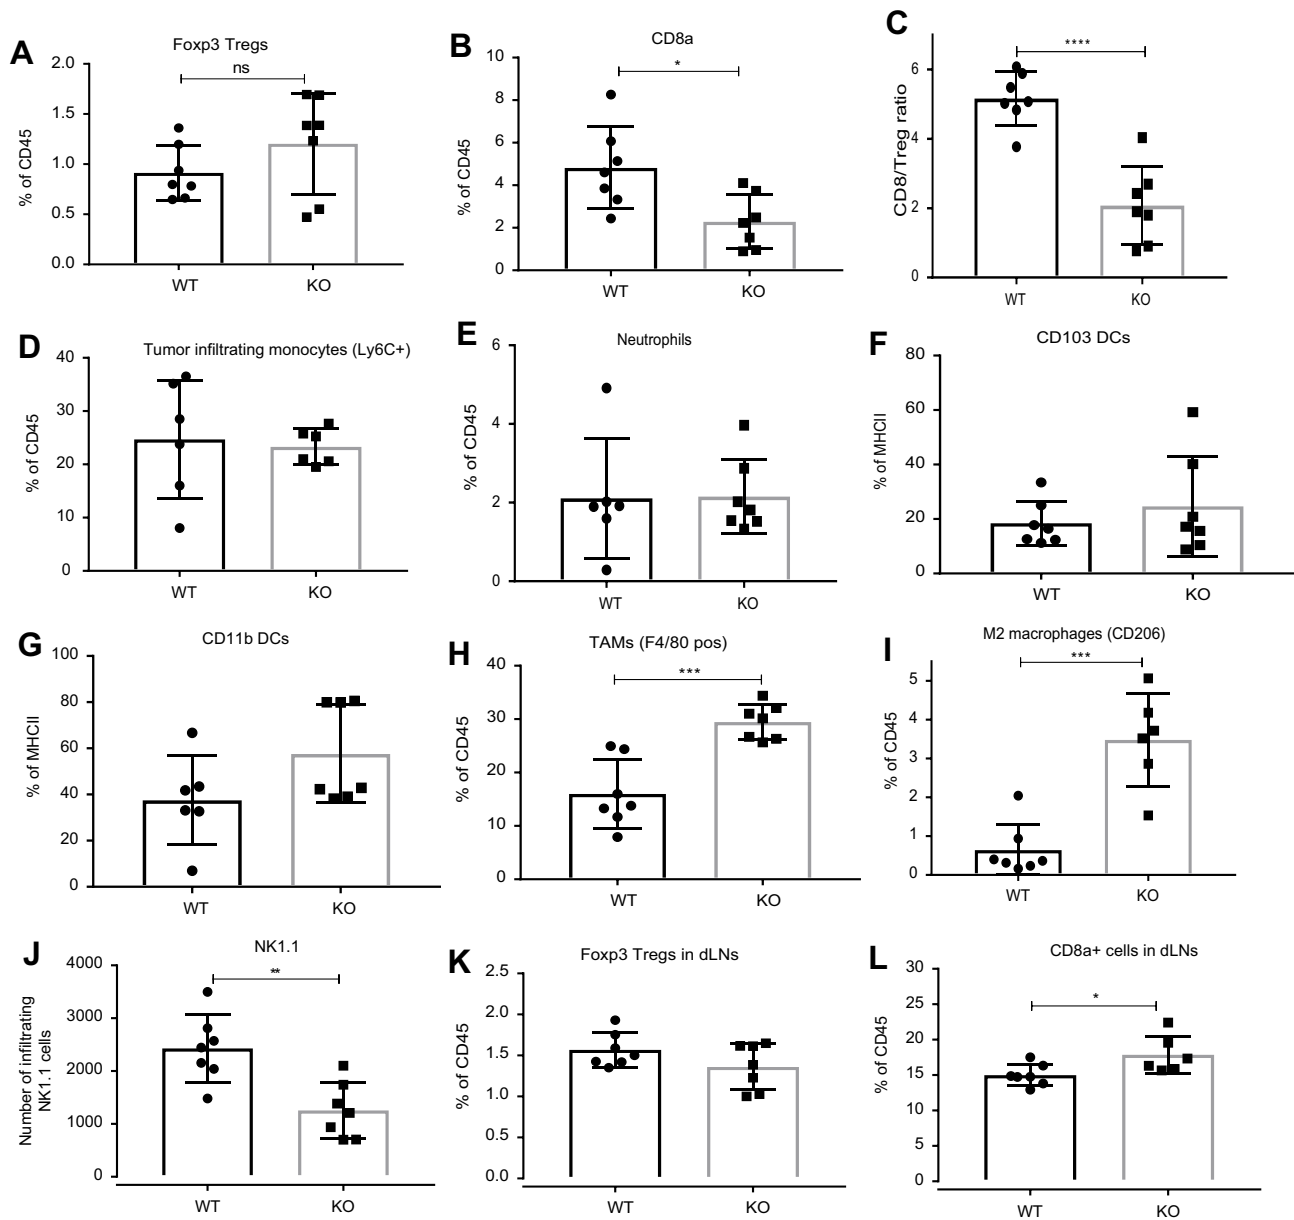 A
Foxp3 Tregs
ns
% of CD45
2.0
1.5
1.0
0.5
0.0
WT
KO
B
CD8a
*
% of CD45
10
8
6
4
2
0
WT
KO
C
****
CD8/Treg ratio
6
4
2
0
WT
KO
D
Tumor infiltrating monocytes (Ly6C+)
% of CD45
40
30
20
10
0
WT
KO
E
Neutrophils
% of CD45
6
4
2
0
WT
KO
F
CD103 DCs
% of MHCII
80
60
40
20
0
WT
KO
G
CD11b DCs
% of MHCII
100
80
60
40
20
0
WT
KO
H
TAMs (F4/80 pos)
***
% of CD45
40
30
20
10
0
WT
KO
I
M2 macrophages (CD206)
***
% of CD45
5
4
3
2
1
0
WT
KO
J
NK1.1
**
Number of infiltrating
NK1.1 cells
4000
3000
2000
1000
0
WT
KO
K
Foxp3 Tregs in dLNs
% of CD45
2.5
2.0
1.5
1.0
0.5
0.0
WT
KO
L
CD8a+ cells in dLNs
*
% of CD45
30
25
20
15
10
5
0
WT
KO